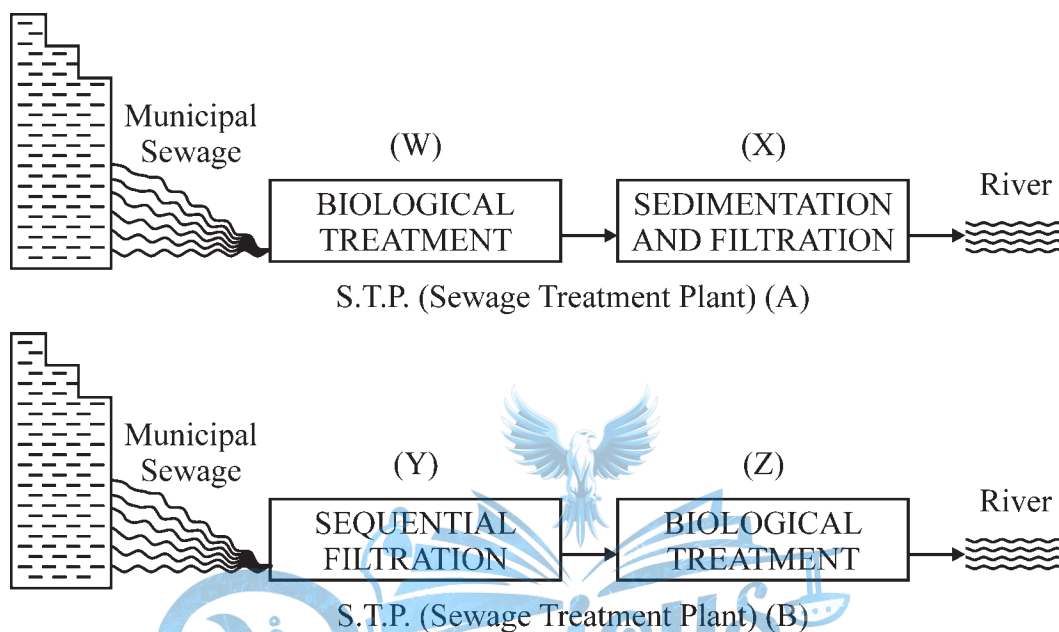 Municipal
Sewage
(W)
(X)
BIOLOGICAL
TREATMENT
SEDIMENTATION
AND FILTRATION
River
S.T.P. (Sewage Treatment Plant) (A)
Municipal
Sewage
(Y)
(Z)
SEQUENTIAL
FILTRATION
BIOLOGICAL
TREATMENT
River
S.T.P. (Sewage Treatment Plant) (B)